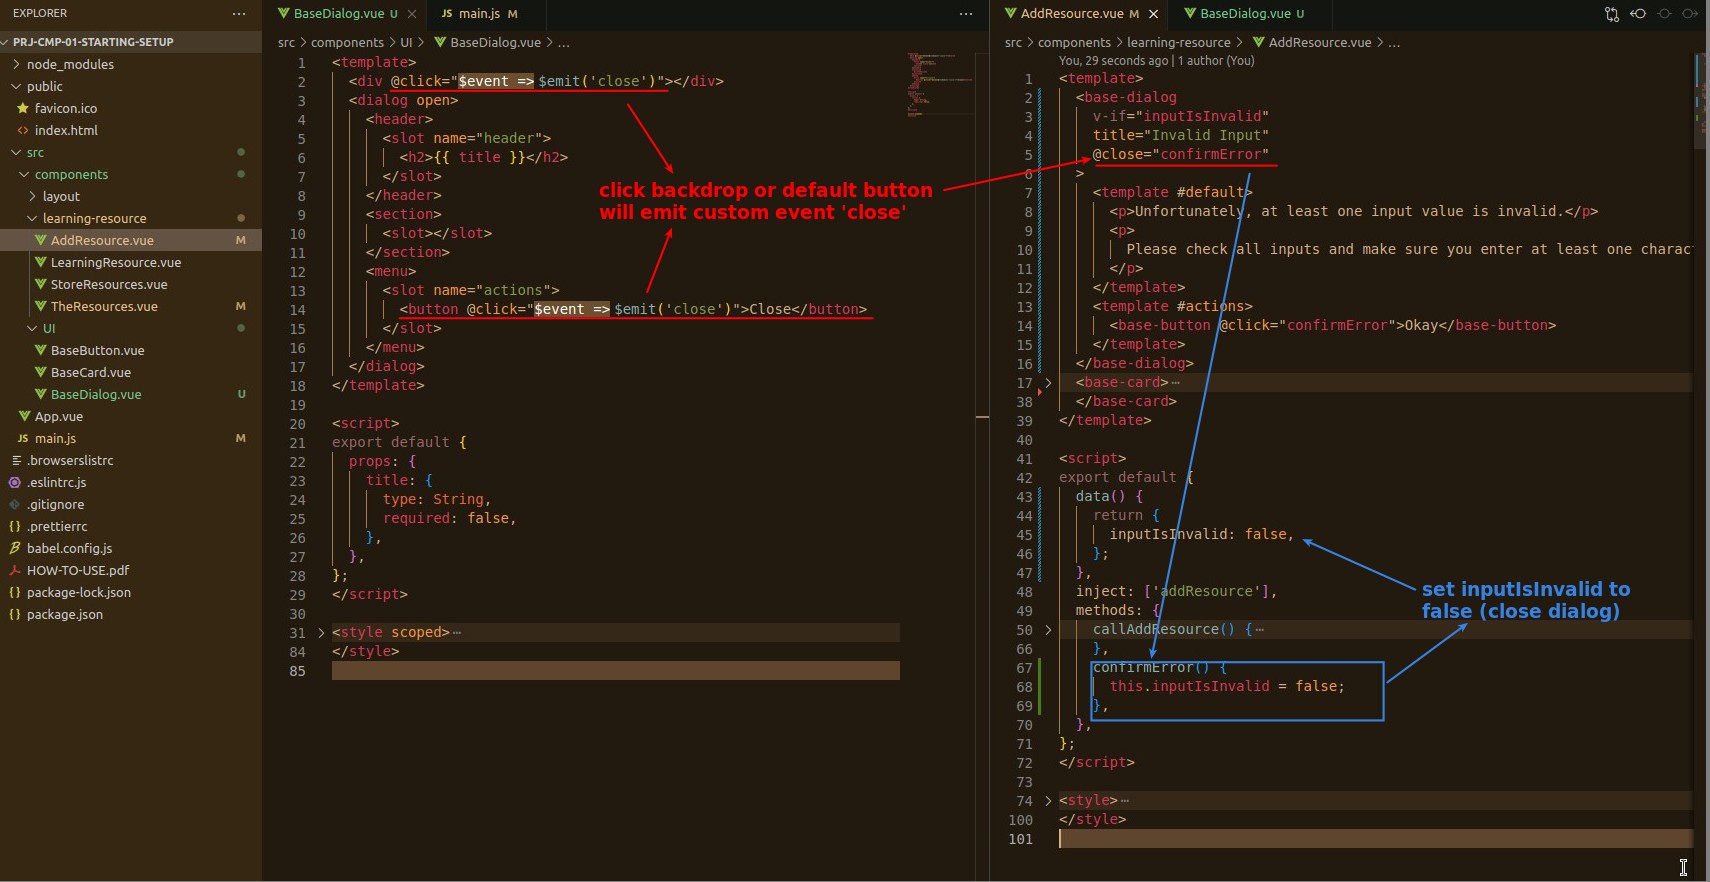 EXPLORER
PRJ-CMP-01-STARTING-SETUP
node_modules
public
favicon.ico
index.html
src
components
layout
learning-resource
AddResource.vue M
LearningResource.vue
StoreResources.vue
TheResources.vue M
UI
BaseButton.vue
BaseCard.vue
BaseDialog.vue U
App.vue
JS main.js M
.browserslistrc
.eslintrc.js
.gitignore
.prettierrc
babel.config.js
HOW-TO-USE.pdf
package-lock.json
package.json
BaseDialog.vue U
JS main.js M
src > components > UI > BaseDialog.vue > ...
1 <template>
2 <div @click="$event => $emit('close')"></div>
3 <dialog open>
4 <header>
5 <slot name="header">
6 <h2>{{ title }}</h2>
7 </slot>
8 </header>
9 <section>
10 <slot></slot>
11 </section>
12 <menu>
13 <slot name="actions">
14 <button @click="$event => $emit('close')">Close</button>
15 </slot>
16 </menu>
17 </dialog>
18 </template>
19
20 <script>
21 export default {
22 props: {
23 title: {
24 type: String,
25 required: false,
26 },
27 },
28 };
29 </script>
30
31 <style scoped>⋯
84 </style>
85
click backdrop or default button
will emit custom event 'close'
AddResource.vue M
BaseDialog.vue U
src > components > learning-resource > AddResource.vue > ...
You, 29 seconds ago | 1 author (You)
1 <template>
2 <base-dialog
3 v-if="inputIsInvalid"
4 title="Invalid Input"
5 @close="confirmError"
6 >
7 <template #default>
8 <p>Unfortunately, at least one input value is invalid.</p>
9 <p>
10 Please check all inputs and make sure you enter at least one charac
11 </p>
12 </template>
13 <template #actions>
14 <base-button @click="confirmError">Okay</base-button>
15 </template>
16 </base-dialog>
17 <base-card>⋯
38 </base-card>
39 </template>
40
41 <script>
42 export default {
43 data() {
44 return {
45 inputIsInvalid: false,
46 };
47 },
48 inject: ['addResource'],
49 methods: {
50 callAddResource() {⋯
66 },
67 confirmError() {
68 this.inputIsInvalid = false;
69 },
70 },
71 };
72 </script>
73
74 <style>⋯
100 </style>
101
set inputIsInvalid to
false (close dialog)